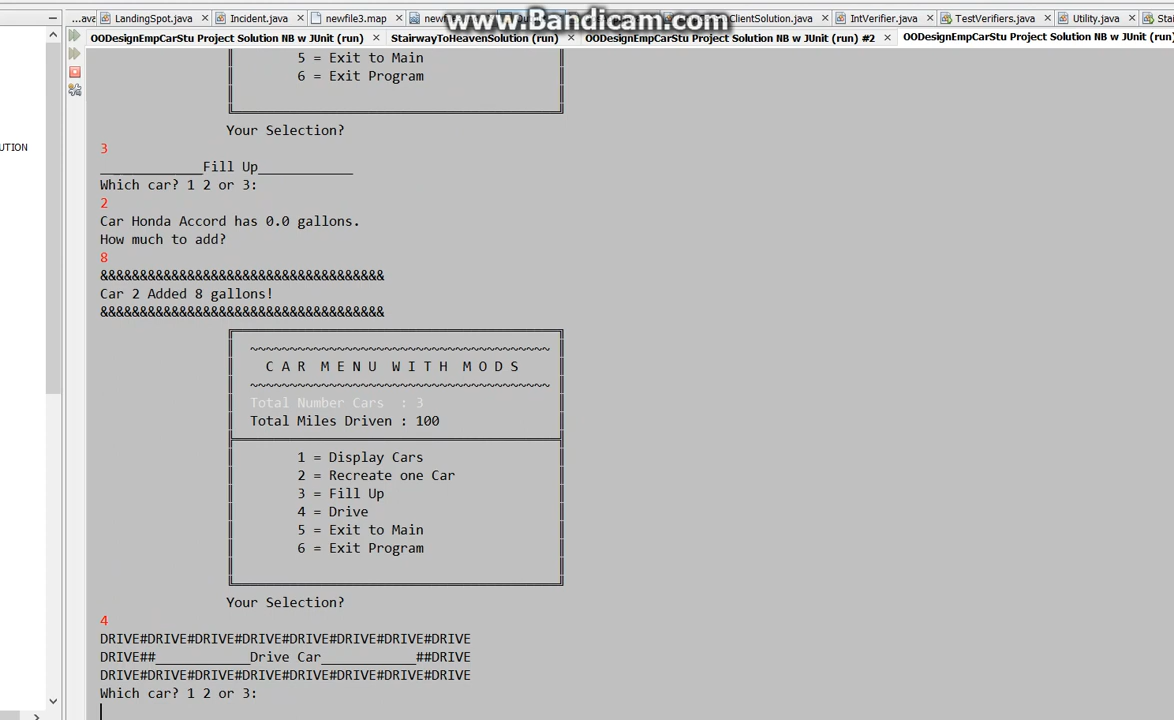 ...ava LandingSpot.java Incident.java newfile3.map ClientSolution.java IntVerifier.java TestVerifiers.java Utility.java
www.Bandicam.com
OODesignEmpCarStu Project Solution NB w JUnit (run) StairwayToHeavenSolution (run) OODesignEmpCarStu Project Solution NB w JUnit (run) #2 OODesignEmpCarStu Project Solution NB w JUnit (run)
5 = Exit to Main
6 = Exit Program
Your Selection?
3
UTION
_____________Fill Up____________
Which car? 1 2 or 3:
2
Car Honda Accord has 0.0 gallons.
How much to add?
8
&&&&&&&&&&&&&&&&&&&&&&&&&&&&&&&&&&&&
Car 2 Added 8 gallons!
&&&&&&&&&&&&&&&&&&&&&&&&&&&&&&&&&&&&
~~~~~~~~~~~~~~~~~~~~~~~~~~~~~~~~~~~~~~
C A R  M E N U  W I T H  M O D S
~~~~~~~~~~~~~~~~~~~~~~~~~~~~~~~~~~~~~~
Total Number Cars  : 3
Total Miles Driven : 100
1 = Display Cars
2 = Recreate one Car
3 = Fill Up
4 = Drive
5 = Exit to Main
6 = Exit Program
Your Selection?
4
DRIVE#DRIVE#DRIVE#DRIVE#DRIVE#DRIVE#DRIVE#DRIVE
DRIVE##____________Drive Car____________##DRIVE
DRIVE#DRIVE#DRIVE#DRIVE#DRIVE#DRIVE#DRIVE#DRIVE
Which car? 1 2 or 3: